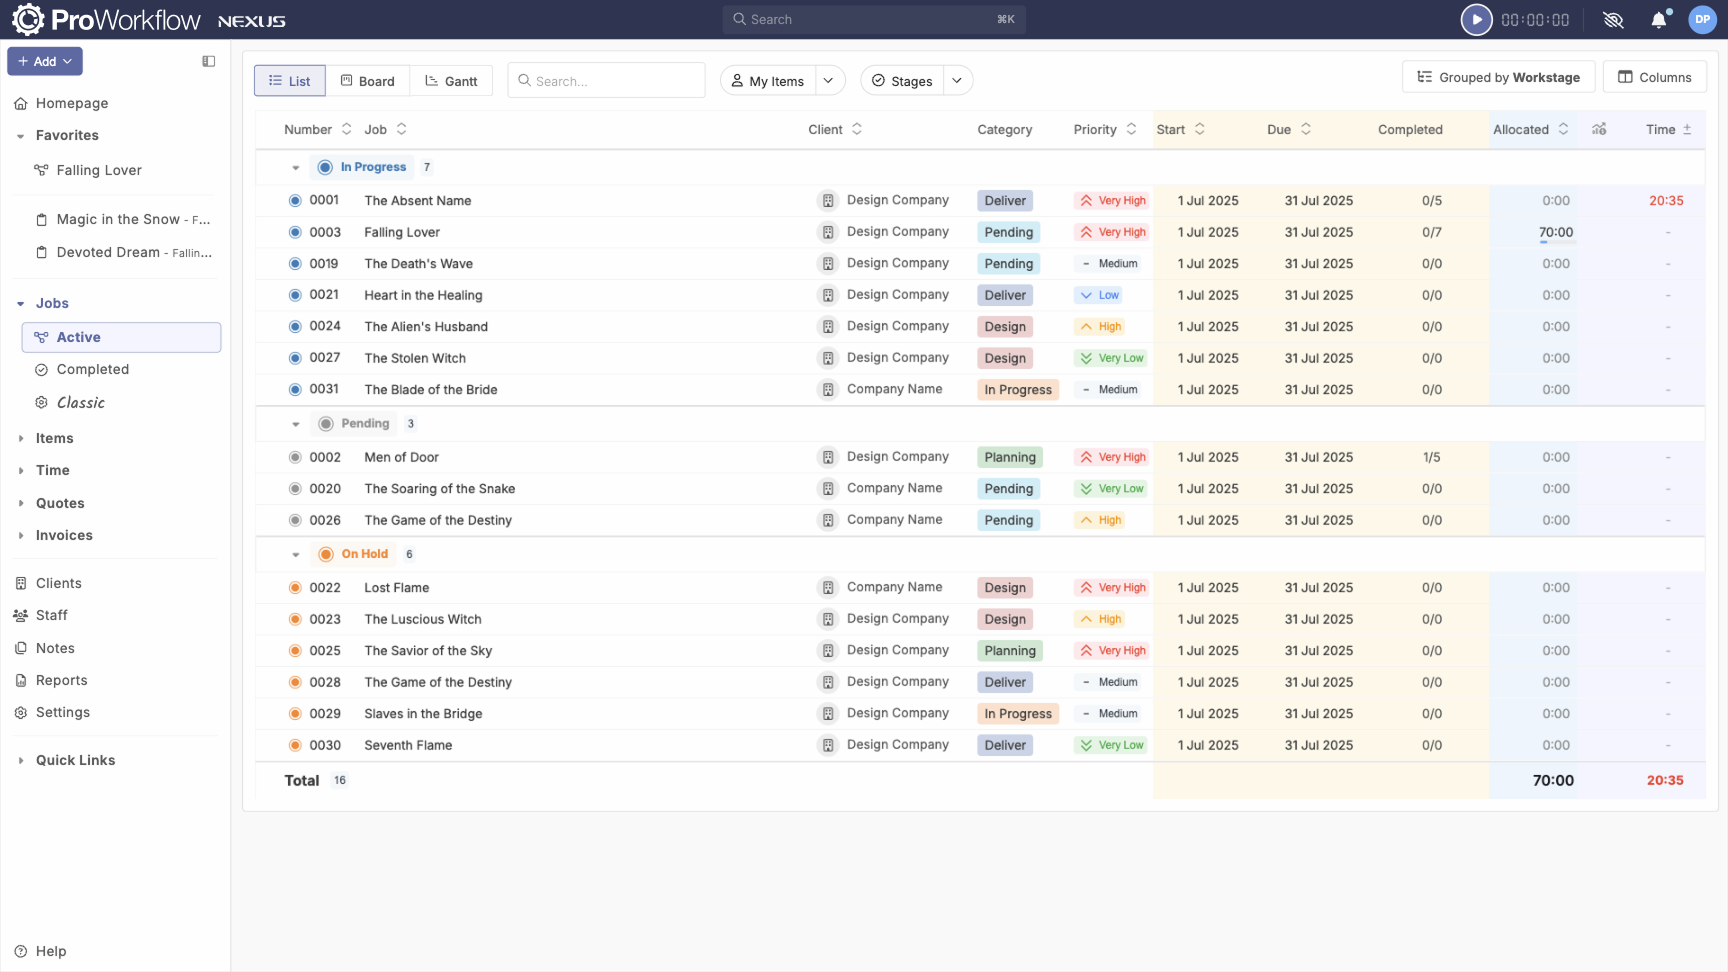 ProWorkflow NEXUS
Search ⌘K
00:00:00
DP
+ Add
Homepage
Favorites
Falling Lover
Magic in the Snow - F...
Devoted Dream - Fallin...
Jobs
Active
Completed
Classic
Items
Time
Quotes
Invoices
Clients
Staff
Notes
Reports
Settings
Quick Links
Help
List Board Gantt Search... My Items Stages Grouped by Workstage Columns
Number Job Client Category Priority Start Due Completed Allocated Time
In Progress 7
0001 The Absent Name Design Company Deliver Very High 1 Jul 2025 31 Jul 2025 0/5 0:00 20:35
0003 Falling Lover Design Company Pending Very High 1 Jul 2025 31 Jul 2025 0/7 70:00 -
0019 The Death's Wave Design Company Pending - Medium 1 Jul 2025 31 Jul 2025 0/0 0:00 -
0021 Heart in the Healing Design Company Deliver Low 1 Jul 2025 31 Jul 2025 0/0 0:00 -
0024 The Alien's Husband Design Company Design High 1 Jul 2025 31 Jul 2025 0/0 0:00 -
0027 The Stolen Witch Design Company Design Very Low 1 Jul 2025 31 Jul 2025 0/0 0:00 -
0031 The Blade of the Bride Company Name In Progress - Medium 1 Jul 2025 31 Jul 2025 0/0 0:00 -
Pending 3
0002 Men of Door Design Company Planning Very High 1 Jul 2025 31 Jul 2025 1/5 0:00 -
0020 The Soaring of the Snake Company Name Pending Very Low 1 Jul 2025 31 Jul 2025 0/0 0:00 -
0026 The Game of the Destiny Company Name Pending High 1 Jul 2025 31 Jul 2025 0/0 0:00 -
On Hold 6
0022 Lost Flame Company Name Design Very High 1 Jul 2025 31 Jul 2025 0/0 0:00 -
0023 The Luscious Witch Design Company Design High 1 Jul 2025 31 Jul 2025 0/0 0:00 -
0025 The Savior of the Sky Design Company Planning Very High 1 Jul 2025 31 Jul 2025 0/0 0:00 -
0028 The Game of the Destiny Design Company Deliver - Medium 1 Jul 2025 31 Jul 2025 0/0 0:00 -
0029 Slaves in the Bridge Design Company In Progress - Medium 1 Jul 2025 31 Jul 2025 0/0 0:00 -
0030 Seventh Flame Design Company Deliver Very Low 1 Jul 2025 31 Jul 2025 0/0 0:00 -
Total 16 70:00 20:35